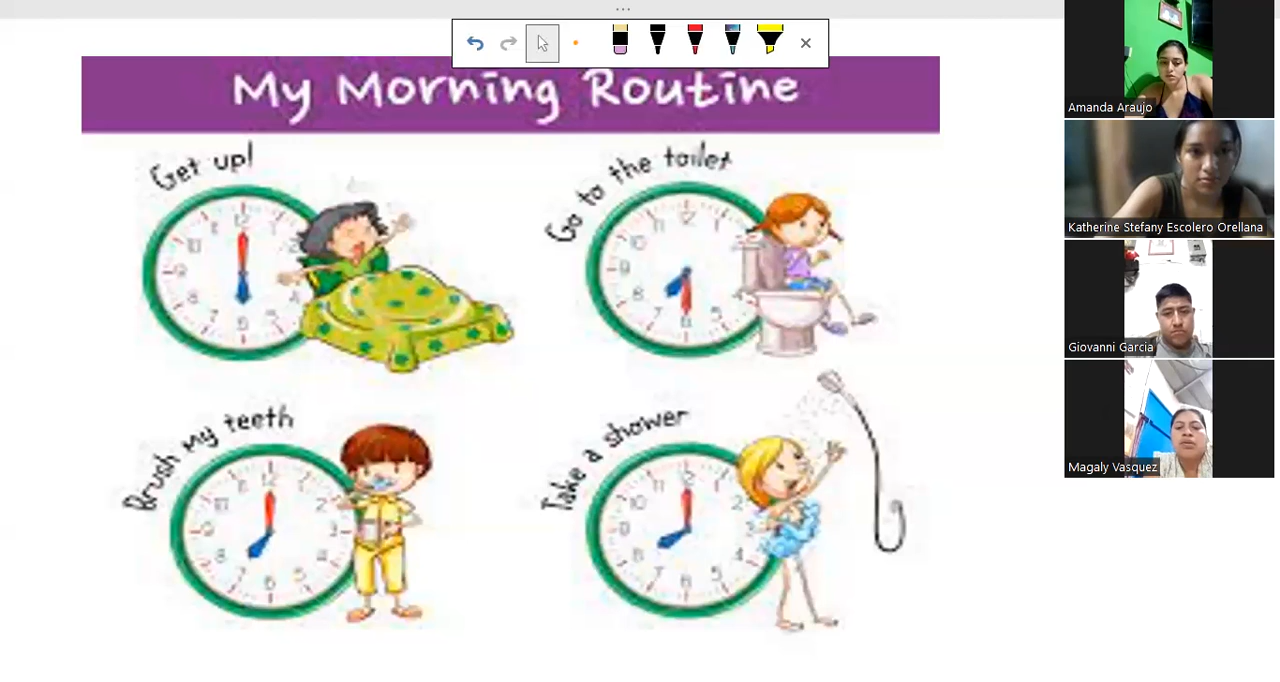 My Morning Routine
Get up!
Go to the toilet
Brush my teeth
Take a shower
Amanda Araujo
Katherine Stefany Escolero Orellana
Giovanni Garcia
Magaly Vasquez